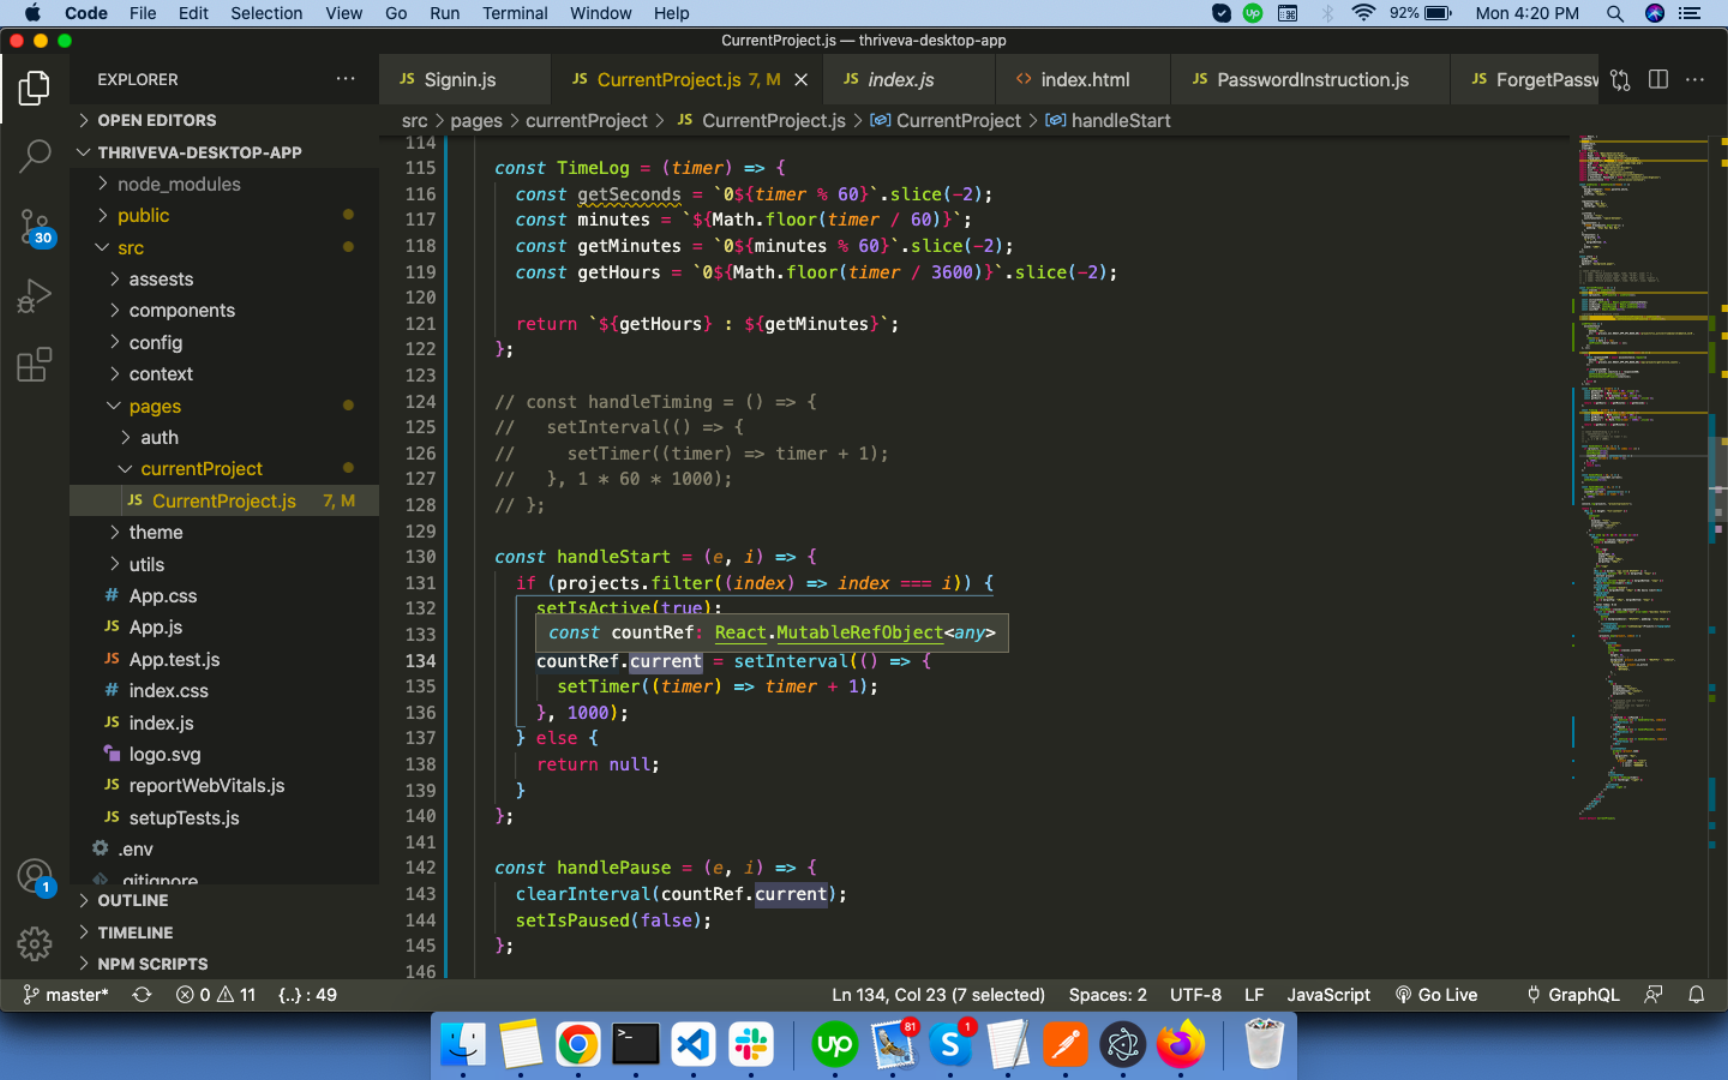 Code File Edit Selection View Go Run Terminal Window Help 92% Mon 4:20 PM
CurrentProject.js — thriveva-desktop-app
EXPLORER
JS Signin.js
JS CurrentProject.js 7, M
JS index.js
<> index.html
JS PasswordInstruction.js
JS ForgetPassw
src > pages > currentProject > JS CurrentProject.js > CurrentProject > handleStart
OPEN EDITORS
THRIVEVA-DESKTOP-APP
node_modules
public
src
assests
components
config
context
pages
auth
currentProject
JS CurrentProject.js 7, M
theme
utils
# App.css
JS App.js
JS App.test.js
# index.css
JS index.js
logo.svg
JS reportWebVitals.js
JS setupTests.js
.env
.gitignore
OUTLINE
TIMELINE
NPM SCRIPTS
30
1
114
115 const TimeLog = (timer) => {
116 const getSeconds = `0${timer % 60}`.slice(-2);
117 const minutes = `${Math.floor(timer / 60)}`;
118 const getMinutes = `0${minutes % 60}`.slice(-2);
119 const getHours = `0${Math.floor(timer / 3600)}`.slice(-2);
120
121 return `${getHours} : ${getMinutes}`;
122 };
123
124 // const handleTiming = () => {
125 // setInterval(() => {
126 // setTimer((timer) => timer + 1);
127 // }, 1 * 60 * 1000);
128 // };
129
130 const handleStart = (e, i) => {
131 if (projects.filter((index) => index === i)) {
132 setIsActive(true);
133 const countRef: React.MutableRefObject<any>
134 countRef.current = setInterval(() => {
135 setTimer((timer) => timer + 1);
136 }, 1000);
137 } else {
138 return null;
139 }
140 };
141
142 const handlePause = (e, i) => {
143 clearInterval(countRef.current);
144 setIsPaused(false);
145 };
146
master* 0 11 {..} : 49 Ln 134, Col 23 (7 selected) Spaces: 2 UTF-8 LF JavaScript Go Live GraphQL
>_
up
81
S
1